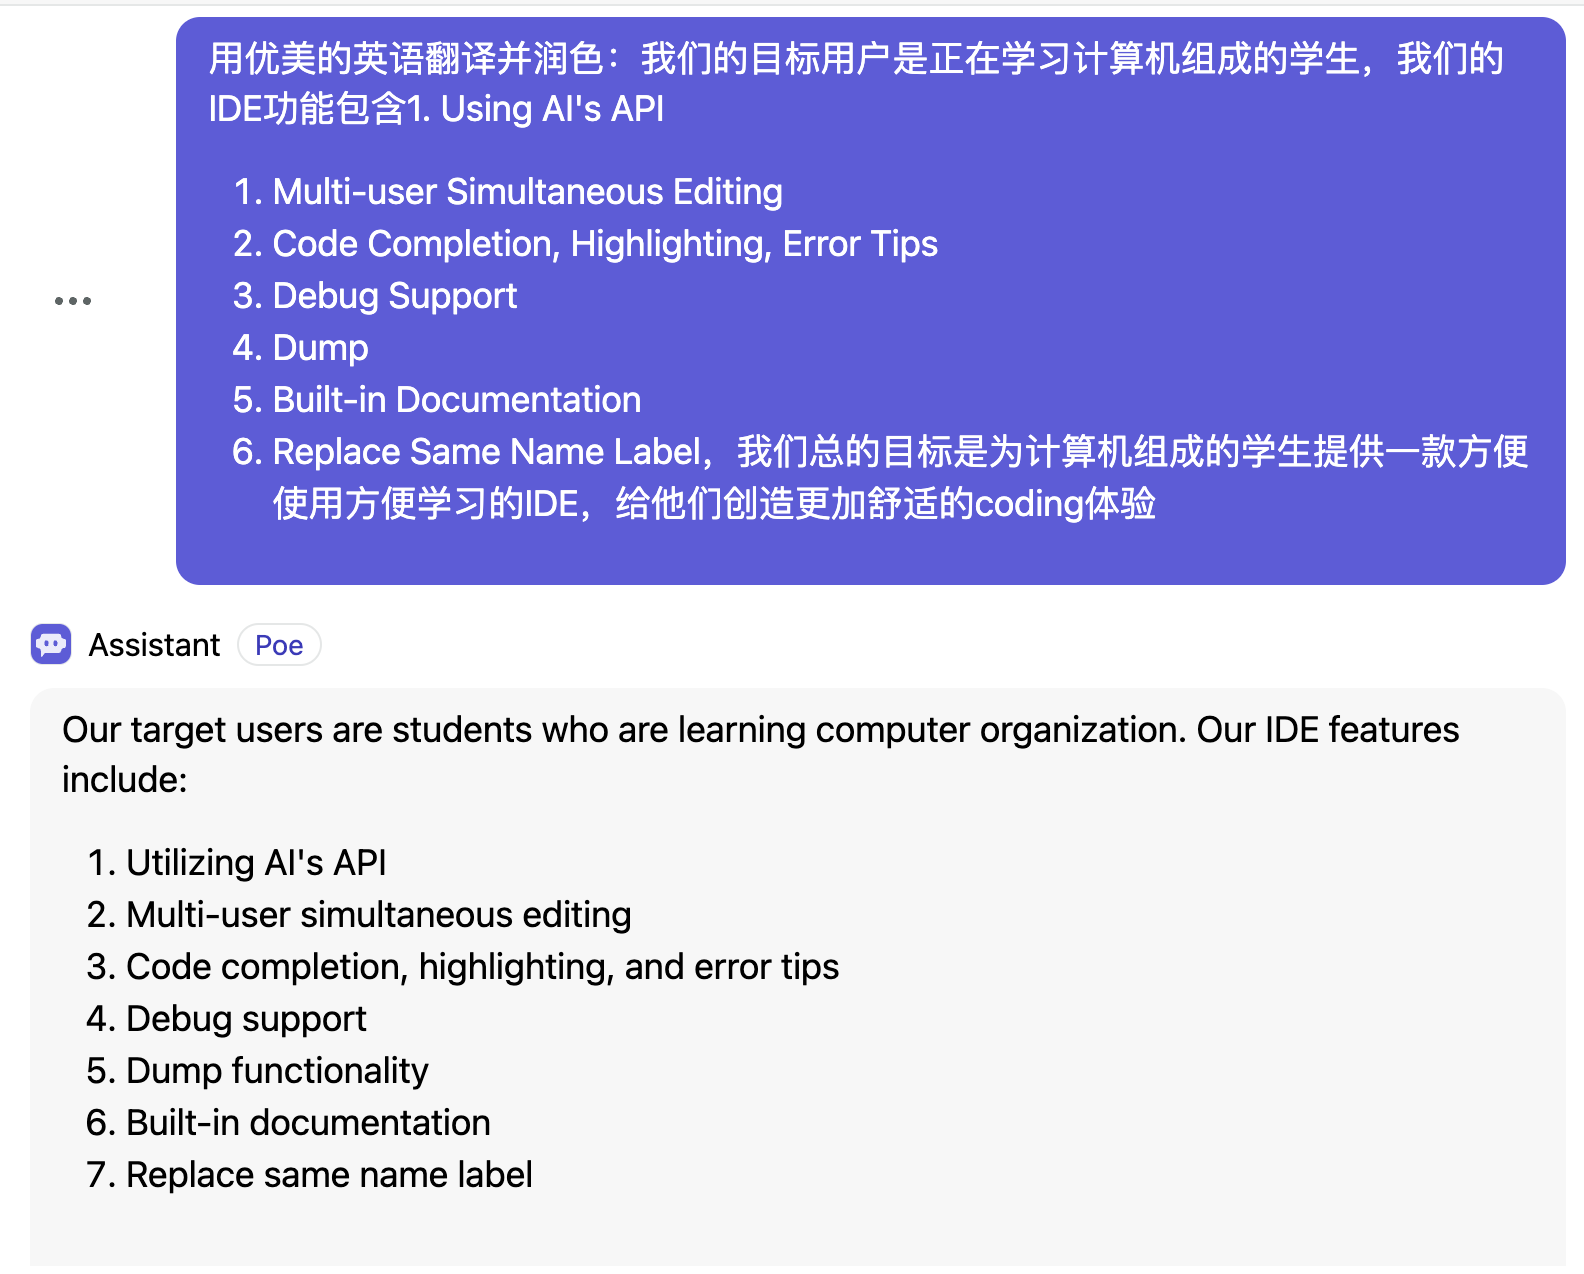 用优美的英语翻译并润色：我们的目标用户是正在学习计算机组成的学生，我们的
IDE功能包含1. Using AI's API
1. Multi-user Simultaneous Editing
2. Code Completion, Highlighting, Error Tips
3. Debug Support
4. Dump
5. Built-in Documentation
6. Replace Same Name Label，我们总的目标是为计算机组成的学生提供一款方便
使用方便学习的IDE，给他们创造更加舒适的coding体验
Assistant Poe
Our target users are students who are learning computer organization. Our IDE features
include:
1. Utilizing AI's API
2. Multi-user simultaneous editing
3. Code completion, highlighting, and error tips
4. Debug support
5. Dump functionality
6. Built-in documentation
7. Replace same name label